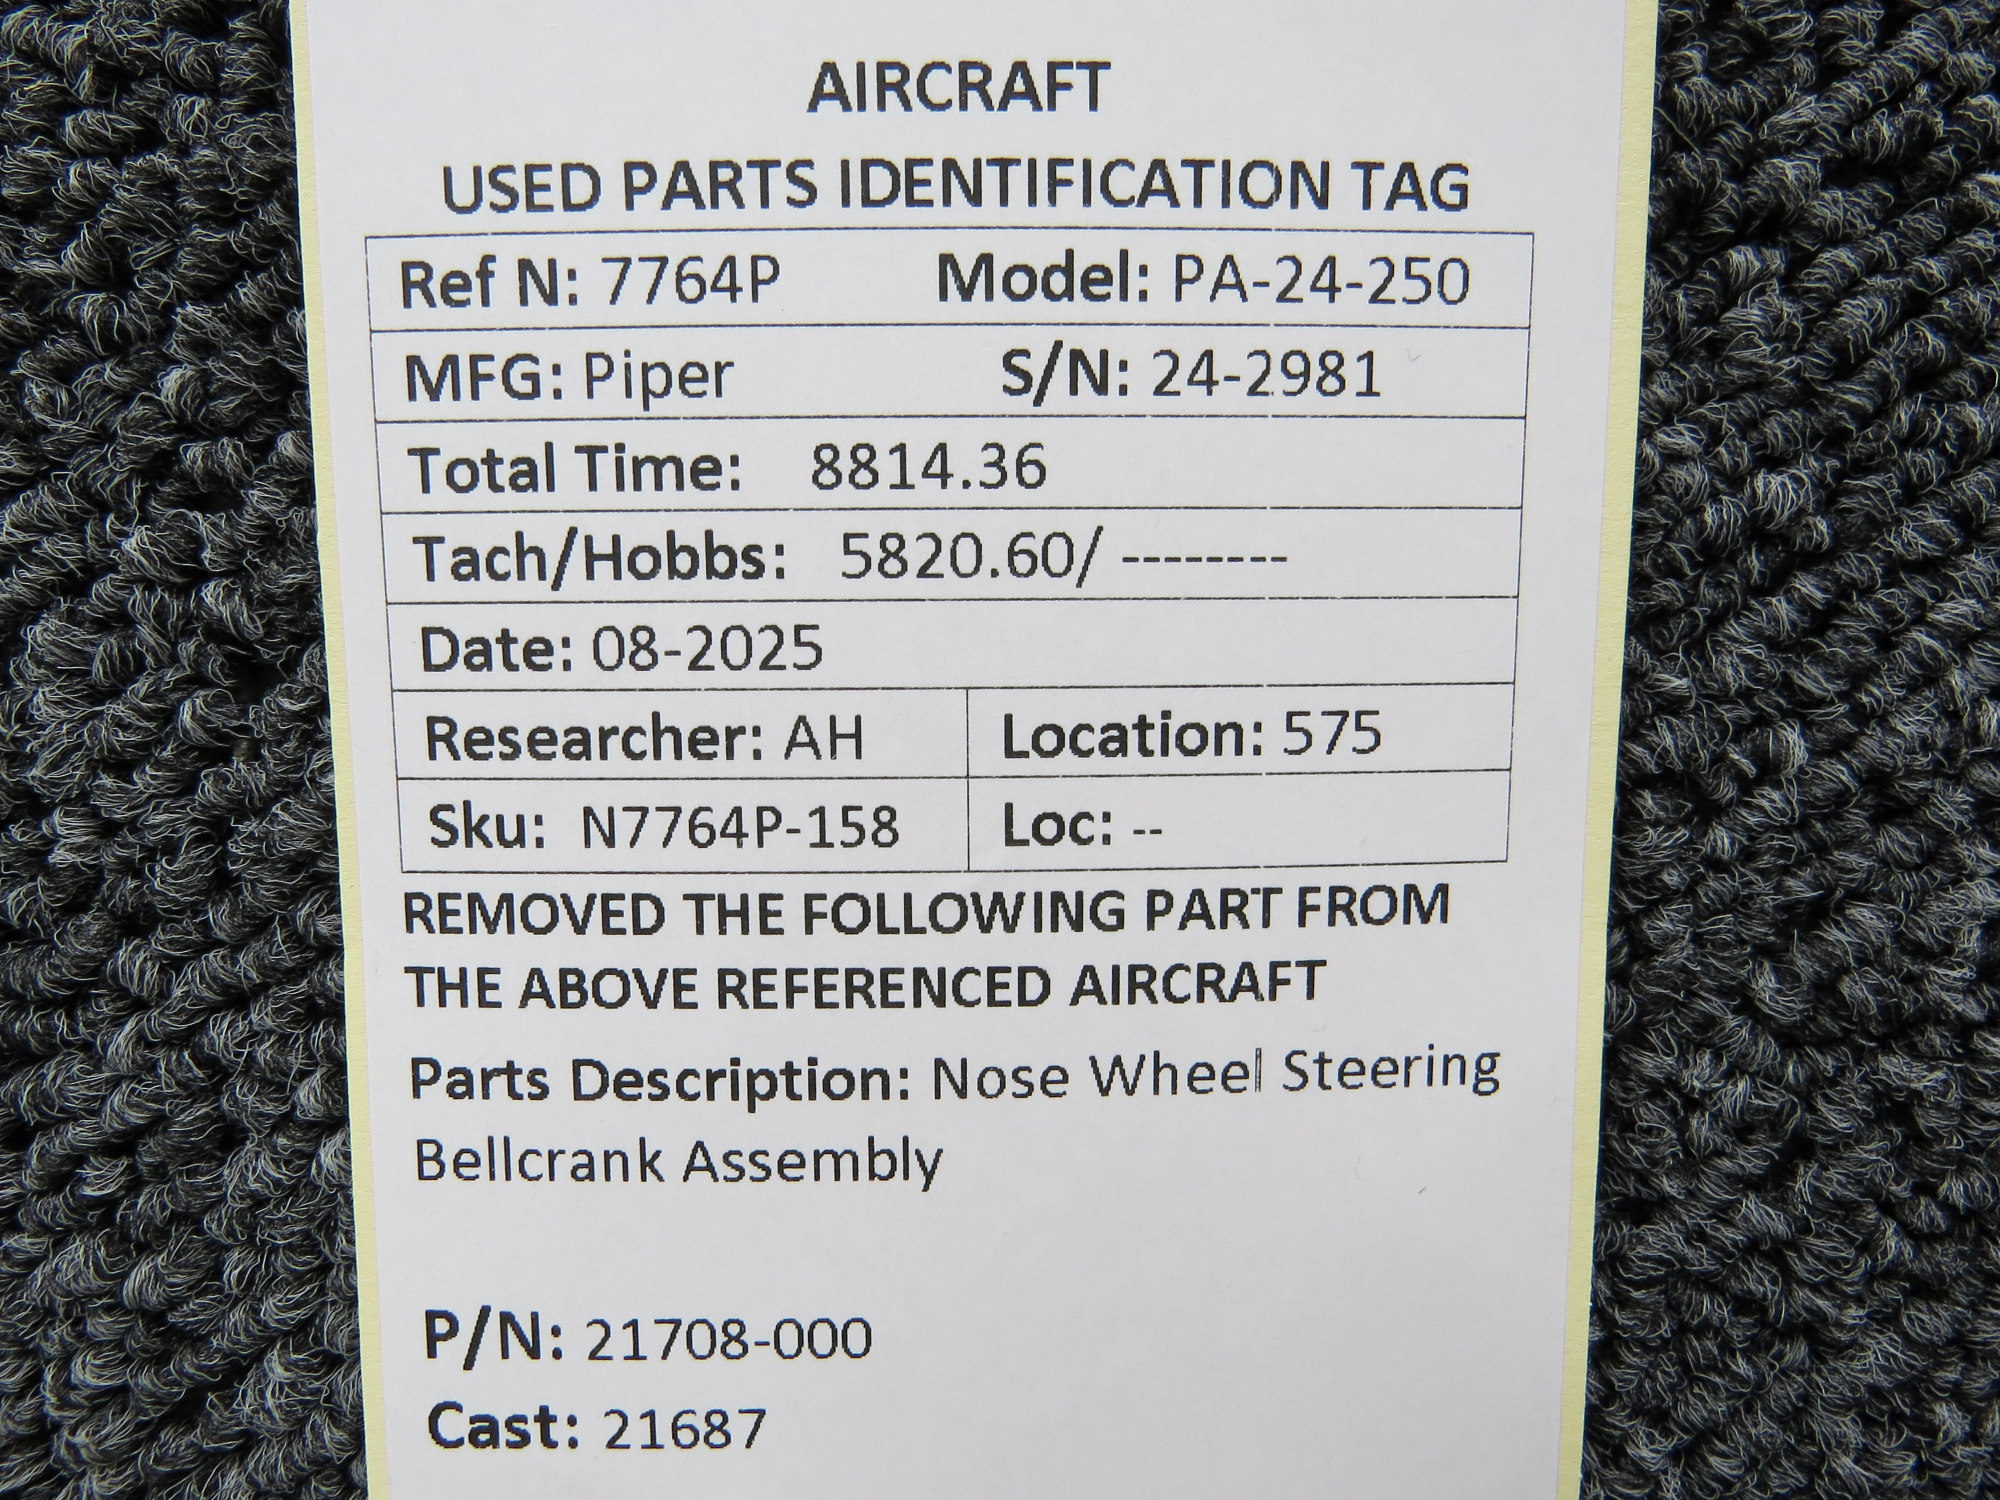 AIRCRAFT
USED PARTS IDENTIFICATION TAG
Ref N: 7764P Model: PA-24-250
MFG: Piper S/N: 24-2981
Total Time: 8814.36
Tach/Hobbs: 5820.60/ --------
Date: 08-2025
Researcher: AH Location: 575
Sku: N7764P-158 Loc: --
REMOVED THE FOLLOWING PART FROM
THE ABOVE REFERENCED AIRCRAFT
Parts Description: Nose Wheel Steering
Bellcrank Assembly
P/N: 21708-000
Cast: 21687